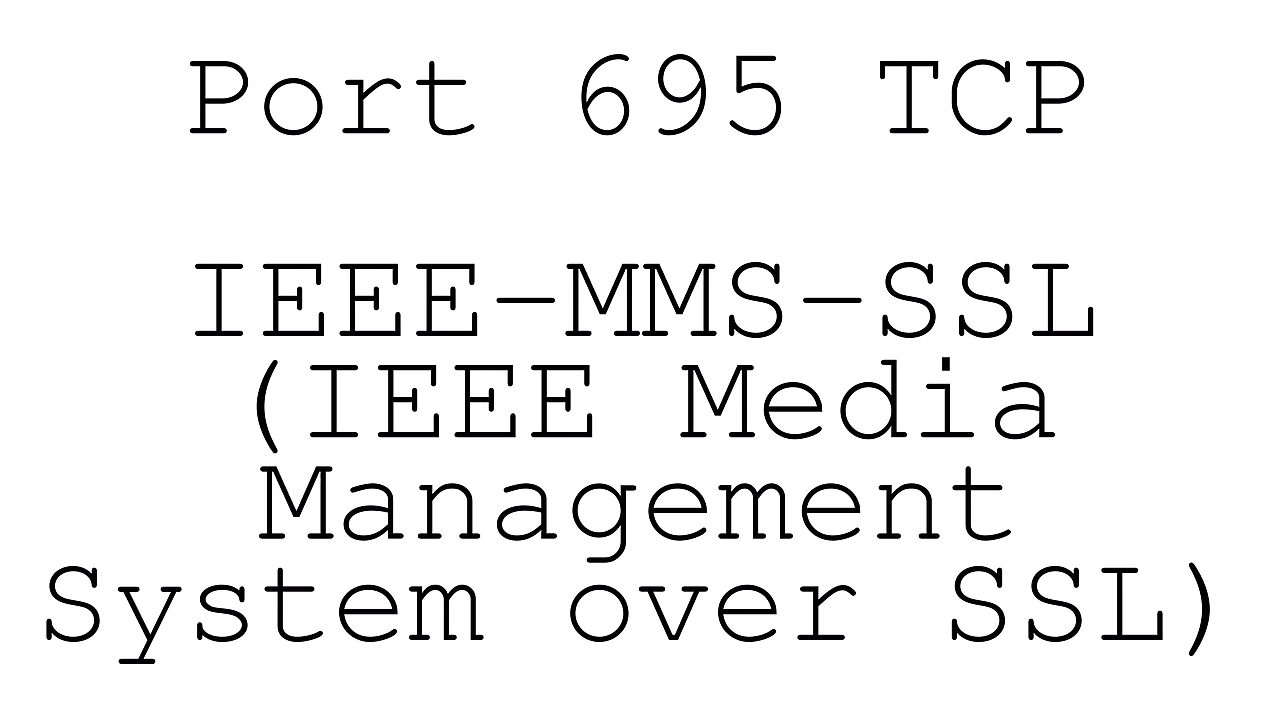 Port 695 TCP
IEEE-MMS-SSL
(IEEE Media
Management
System over SSL)